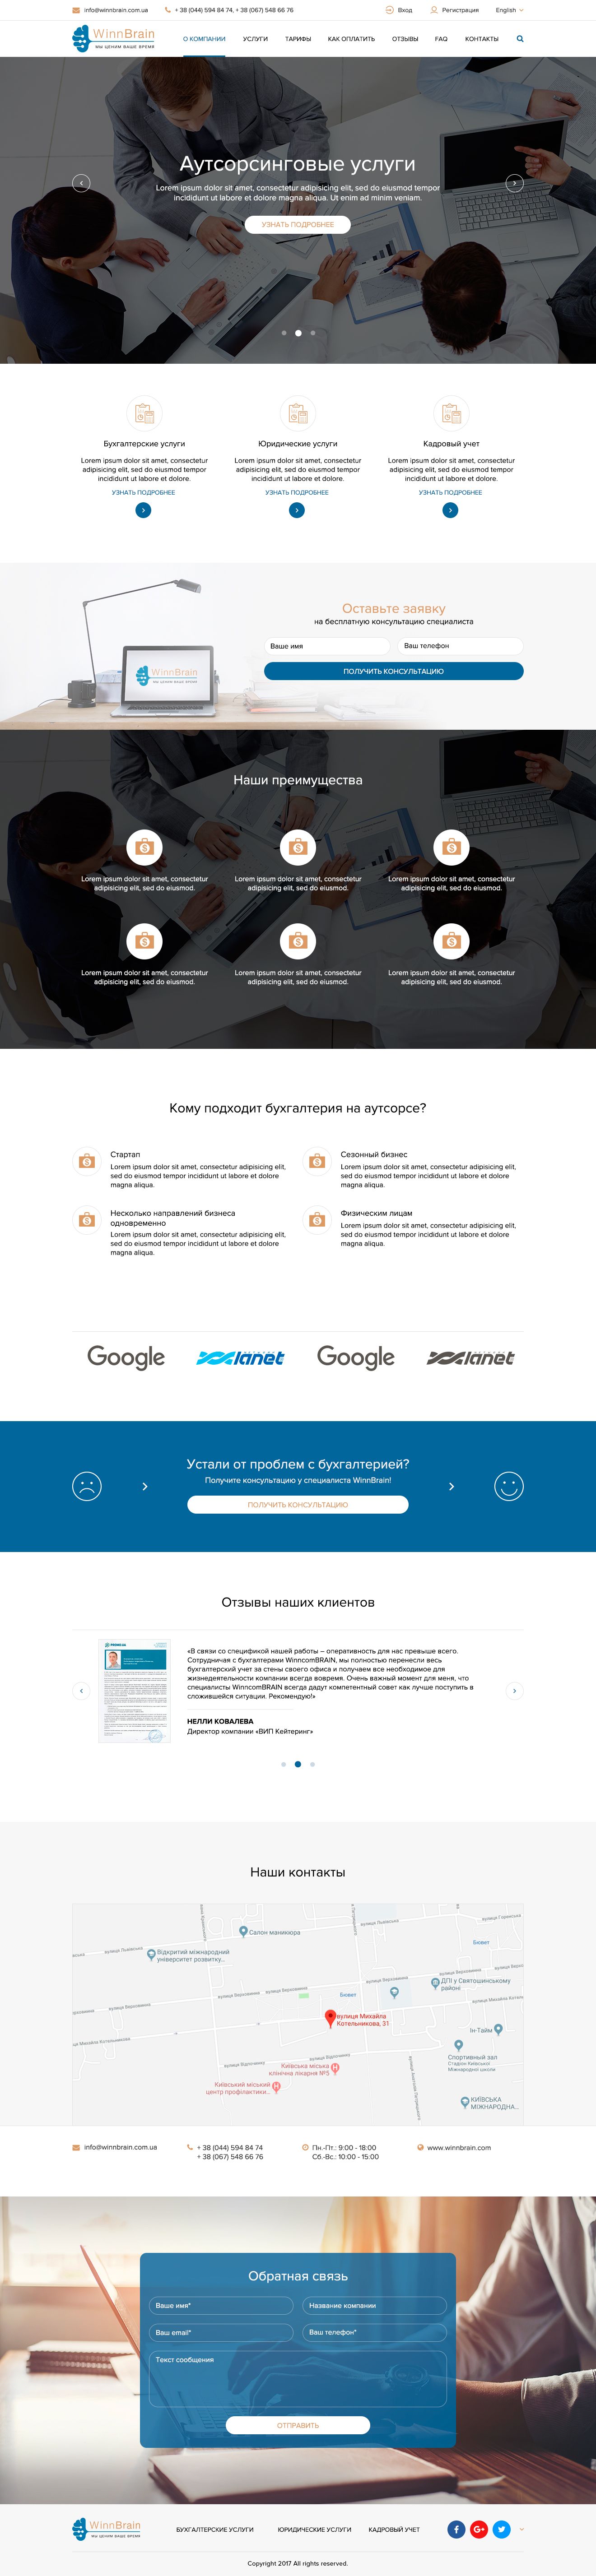 info@winnbrain.com.ua
+ 38 (044) 594 84 74, + 38 (067) 548 66 76
Вход
Регистрация
English
WinnBrain
МЫ ЦЕНИМ ВАШЕ ВРЕМЯ
О КОМПАНИИ
УСЛУГИ
ТАРИФЫ
КАК ОПЛАТИТЬ
ОТЗЫВЫ
FAQ
КОНТАКТЫ
Аутсорсинговые услуги
Lorem ipsum dolor sit amet, consectetur adipisicing elit, sed do eiusmod tempor
incididunt ut labore et dolore magna aliqua. Ut enim ad minim veniam.
УЗНАТЬ ПОДРОБНЕЕ
Бухгалтерские услуги
Lorem ipsum dolor sit amet, consectetur
adipisicing elit, sed do eiusmod tempor
incididunt ut labore et dolore.
УЗНАТЬ ПОДРОБНЕЕ
Юридические услуги
Lorem ipsum dolor sit amet, consectetur
adipisicing elit, sed do eiusmod tempor
incididunt ut labore et dolore.
УЗНАТЬ ПОДРОБНЕЕ
Кадровый учет
Lorem ipsum dolor sit amet, consectetur
adipisicing elit, sed do eiusmod tempor
incididunt ut labore et dolore.
УЗНАТЬ ПОДРОБНЕЕ
WinnBrain
МЫ ЦЕНИМ ВАШЕ ВРЕМЯ
Оставьте заявку
на бесплатную консультацию специалиста
Ваше имя
Ваш телефон
ПОЛУЧИТЬ КОНСУЛЬТАЦИЮ
Наши преимущества
Lorem ipsum dolor sit amet, consectetur
adipisicing elit, sed do eiusmod.
Lorem ipsum dolor sit amet, consectetur
adipisicing elit, sed do eiusmod.
Lorem ipsum dolor sit amet, consectetur
adipisicing elit, sed do eiusmod.
Lorem ipsum dolor sit amet, consectetur
adipisicing elit, sed do eiusmod.
Lorem ipsum dolor sit amet, consectetur
adipisicing elit, sed do eiusmod.
Lorem ipsum dolor sit amet, consectetur
adipisicing elit, sed do eiusmod.
Кому подходит бухгалтерия на аутсорсе?
Стартап
Lorem ipsum dolor sit amet, consectetur adipisicing elit,
sed do eiusmod tempor incididunt ut labore et dolore
magna aliqua.
Сезонный бизнес
Lorem ipsum dolor sit amet, consectetur adipisicing elit,
sed do eiusmod tempor incididunt ut labore et dolore
magna aliqua.
Несколько направлений бизнеса
одновременно
Lorem ipsum dolor sit amet, consectetur adipisicing elit,
sed do eiusmod tempor incididunt ut labore et dolore
magna aliqua.
Физическим лицам
Lorem ipsum dolor sit amet, consectetur adipisicing elit,
sed do eiusmod tempor incididunt ut labore et dolore
magna aliqua.
Google
lanet
Google
lanet
Устали от проблем с бухгалтерией?
Получите консультацию у специалиста WinnBrain!
ПОЛУЧИТЬ КОНСУЛЬТАЦИЮ
Отзывы наших клиентов
«В связи со спецификой нашей работы – оперативность для нас превыше всего.
Сотрудничая с бухгалтерами WinncomBRAIN, мы полностью перенесли весь
бухгалтерский учет за стены своего офиса и получаем все необходимое для
жизнедеятельности компании всегда вовремя. Очень важный момент для меня, что
специалисты WinncomBRAIN всегда дадут компетентный совет как лучше поступить в
сложившейся ситуации. Рекомендую!»
НЕЛЛИ КОВАЛЕВА
Директор компании «ВИП Кейтеринг»
Наши контакты
Салон маникюра
вулиця Львівська
вулиця Львівська
Відкритий міжнародний
університет розвитку...
Бювет
ДПІ у Святошинському
районі
вулиця Верховинна
вулиця Верховинна
вулиця Верховинна
Бювет
вулиця Михайла
Котельникова, 31
Ін-Тайм
Спортивний зал
Стадіон Київської
Міжнародної школи
вулиця Відпочинку
вулиця Відпочинку
Київська міська
клінічна лікарня №5
Київський міський
центр профілактики...
КИЇВСЬКА
МІЖНАРОДНА...
info@winnbrain.com.ua
+ 38 (044) 594 84 74
+ 38 (067) 548 66 76
Пн.-Пт.: 9:00 - 18:00
Сб.-Вс.: 10:00 - 15:00
www.winnbrain.com
Обратная связь
Ваше имя*
Название компании
Ваш email*
Ваш телефон*
Текст сообщения
ОТПРАВИТЬ
WinnBrain
МЫ ЦЕНИМ ВАШЕ ВРЕМЯ
БУХГАЛТЕРСКИЕ УСЛУГИ
ЮРИДИЧЕСКИЕ УСЛУГИ
КАДРОВЫЙ УЧЕТ
Copyright 2017 All rights reserved.